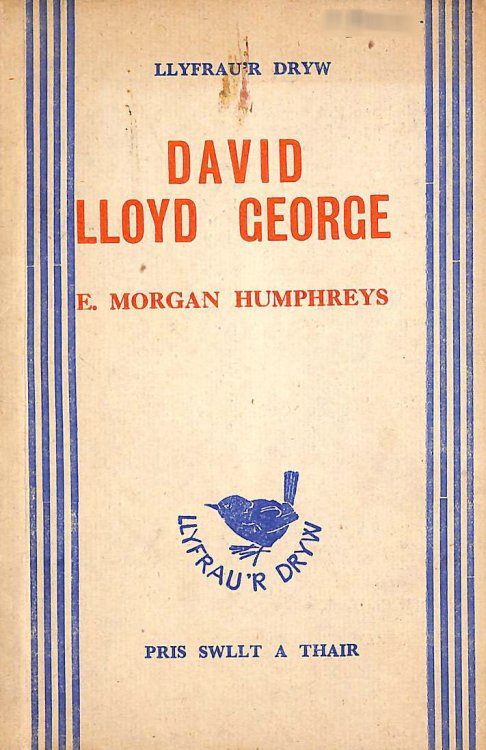 LLYFRAU'R DRYW
DAVID
LLOYD GEORGE
E. MORGAN HUMPHREYS
LLYFRAU'R DRYW
PRIS SWLLT A THAIR